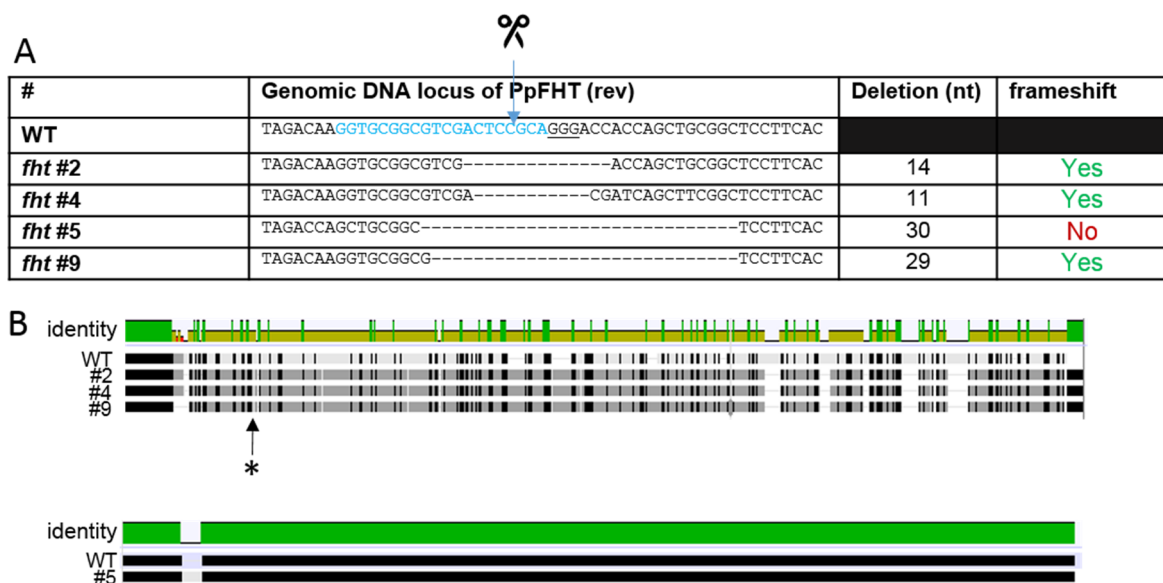 A
# Genomic DNA locus of PpFHT (rev) Deletion (nt) frameshift
WT TAGACAAGGTGCGGCGTCGACTCCGCAGGGACCACCAGCTGCGGCTCCTTCAC
fht #2 TAGACAAGGTGCGGCGTCG--------------ACCAGCTGCGGCTCCTTCAC 14 Yes
fht #4 TAGACAAGGTGCGGCGTCGA-----------CGATCAGCTTCGGCTCCTTCAC 11 Yes
fht #5 TAGACCAGCTGCGGC------------------------------TCCTTCAC 30 No
fht #9 TAGACAAGGTGCGGCG-----------------------------TCCTTCAC 29 Yes
B
identity
WT
#2
#4
#9
*
identity
WT
#5